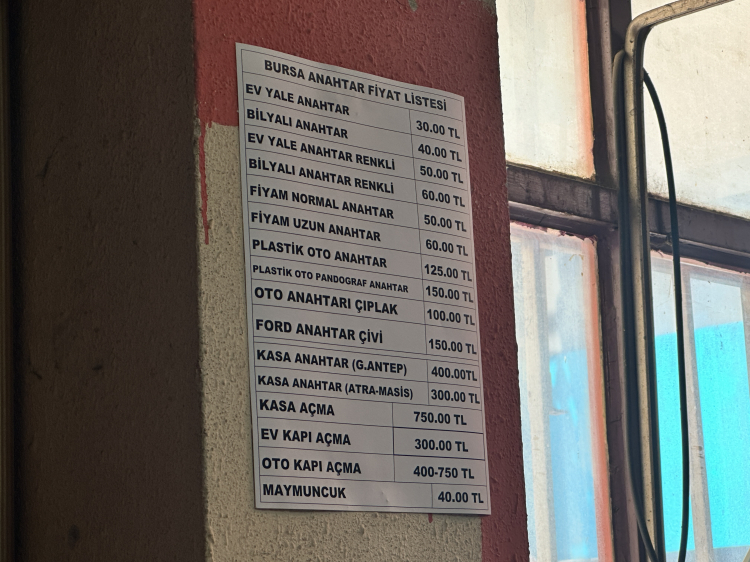 BURSA ANAHTAR FİYAT LİSTESİ
EV YALE ANAHTAR 30.00 TL
BİLYALI ANAHTAR 40.00 TL
EV YALE ANAHTAR RENKLİ 50.00 TL
BİLYALI ANAHTAR RENKLİ 60.00 TL
FİYAM NORMAL ANAHTAR 50.00 TL
FİYAM UZUN ANAHTAR 60.00 TL
PLASTİK OTO ANAHTAR 125.00 TL
PLASTİK OTO PANDOGRAF ANAHTAR 150.00 TL
OTO ANAHTARI ÇIPLAK 100.00 TL
FORD ANAHTAR ÇİVİ 150.00 TL
KASA ANAHTAR (G.ANTEP) 400.00TL
KASA ANAHTAR (ATRA-MASİS) 300.00 TL
KASA AÇMA 750.00 TL
EV KAPI AÇMA 300.00 TL
OTO KAPI AÇMA 400-750 TL
MAYMUNCUK 40.00 TL